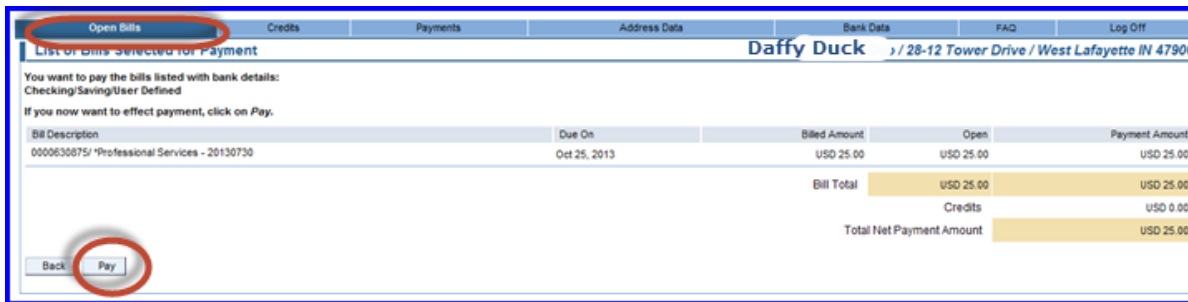 Open Bills Credits Payments Address Data Bank Data FAQ Log Off
List of Bills Selected for Payment Daffy Duck / 28-12 Tower Drive / West Lafayette IN 4790
You want to pay the bills listed with bank details:
Checking/Saving/User Defined
If you now want to effect payment, click on Pay.
Bill Description Due On Billed Amount Open Payment Amount
0000630875/ *Professional Services - 20130730 Oct 25, 2013 USD 25.00 USD 25.00 USD 25.00
Bill Total USD 25.00 USD 25.00
Credits USD 0.00
Total Net Payment Amount USD 25.00
Back Pay